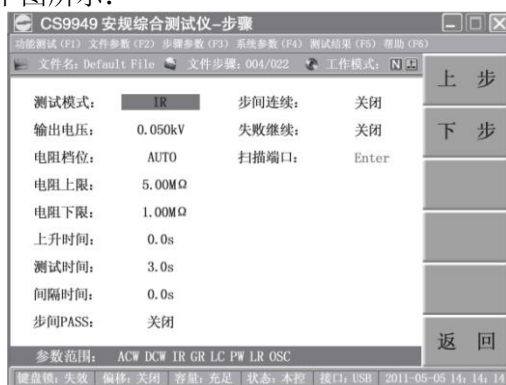 下图所示:
CS9949 安规综合测试仪–步骤
功能测试 (F1) 文件参数 (F2) 步骤参数 (F3) 系统参数 (F4) 测试结果 (F5) 帮助 (F6)
文件名: Default File 文件步骤: 004/022 工作模式: N
测试模式: IR 步间连续: 关闭
输出电压: 0.050kV 失败继续: 关闭
电阻档位: AUTO 扫描端口: Enter
电阻上限: 5.00MΩ
电阻下限: 1.00MΩ
上升时间: 0.0s
测试时间: 3.0s
间隔时间: 0.0s
步间PASS: 关闭
参数范围: ACW DCW IR GR LC PW LR OSC
键盘锁: 失效 偏移: 关闭 容量: 充足 状态: 本控 接口: USB 2011-05-05 14: 14: 14
上 步
下 步
返 回